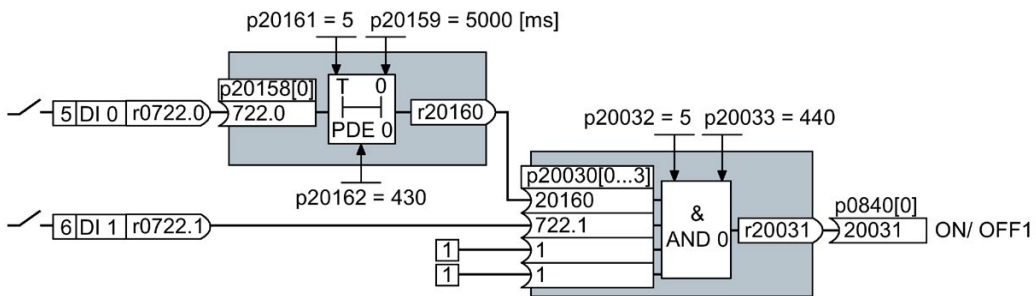 p20161 = 5 p20159 = 5000 [ms]
p20158[0]
T 0
5 DI 0 r0722.0 722.0 r20160
PDE 0
p20162 = 430
p20032 = 5 p20033 = 440
p20030[0...3]
20160
6 DI 1 r0722.1 722.1
&
AND 0
r20031
p0840[0]
20031 ON/ OFF1
1 1
1 1